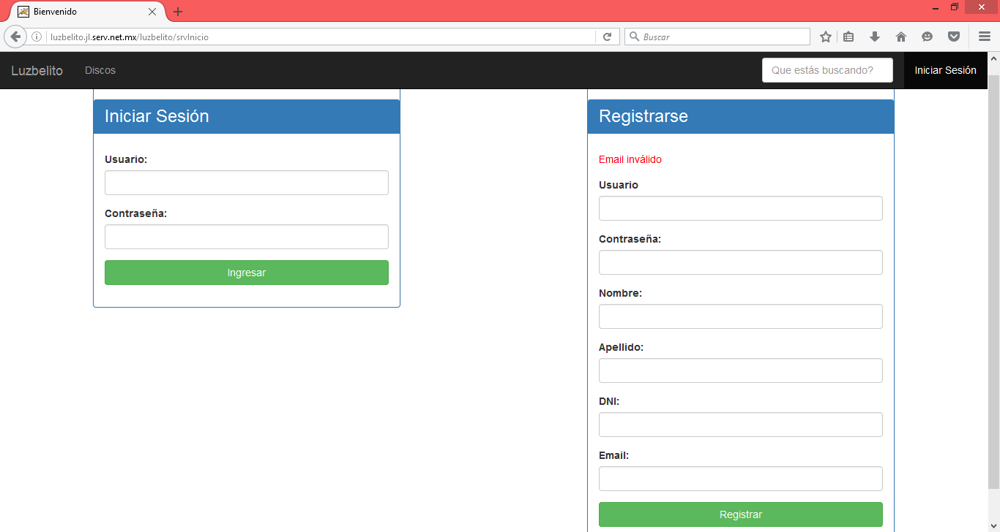 Bienvenido
luzbelito.jl.serv.net.mx/luzbelito/srvInicio
Buscar
Luzbelito
Discos
Que estás buscando?
Iniciar Sesión
Iniciar Sesión
Usuario:
Contraseña:
Ingresar
Registrarse
Email inválido
Usuario
Contraseña:
Nombre:
Apellido:
DNI:
Email:
Registrar